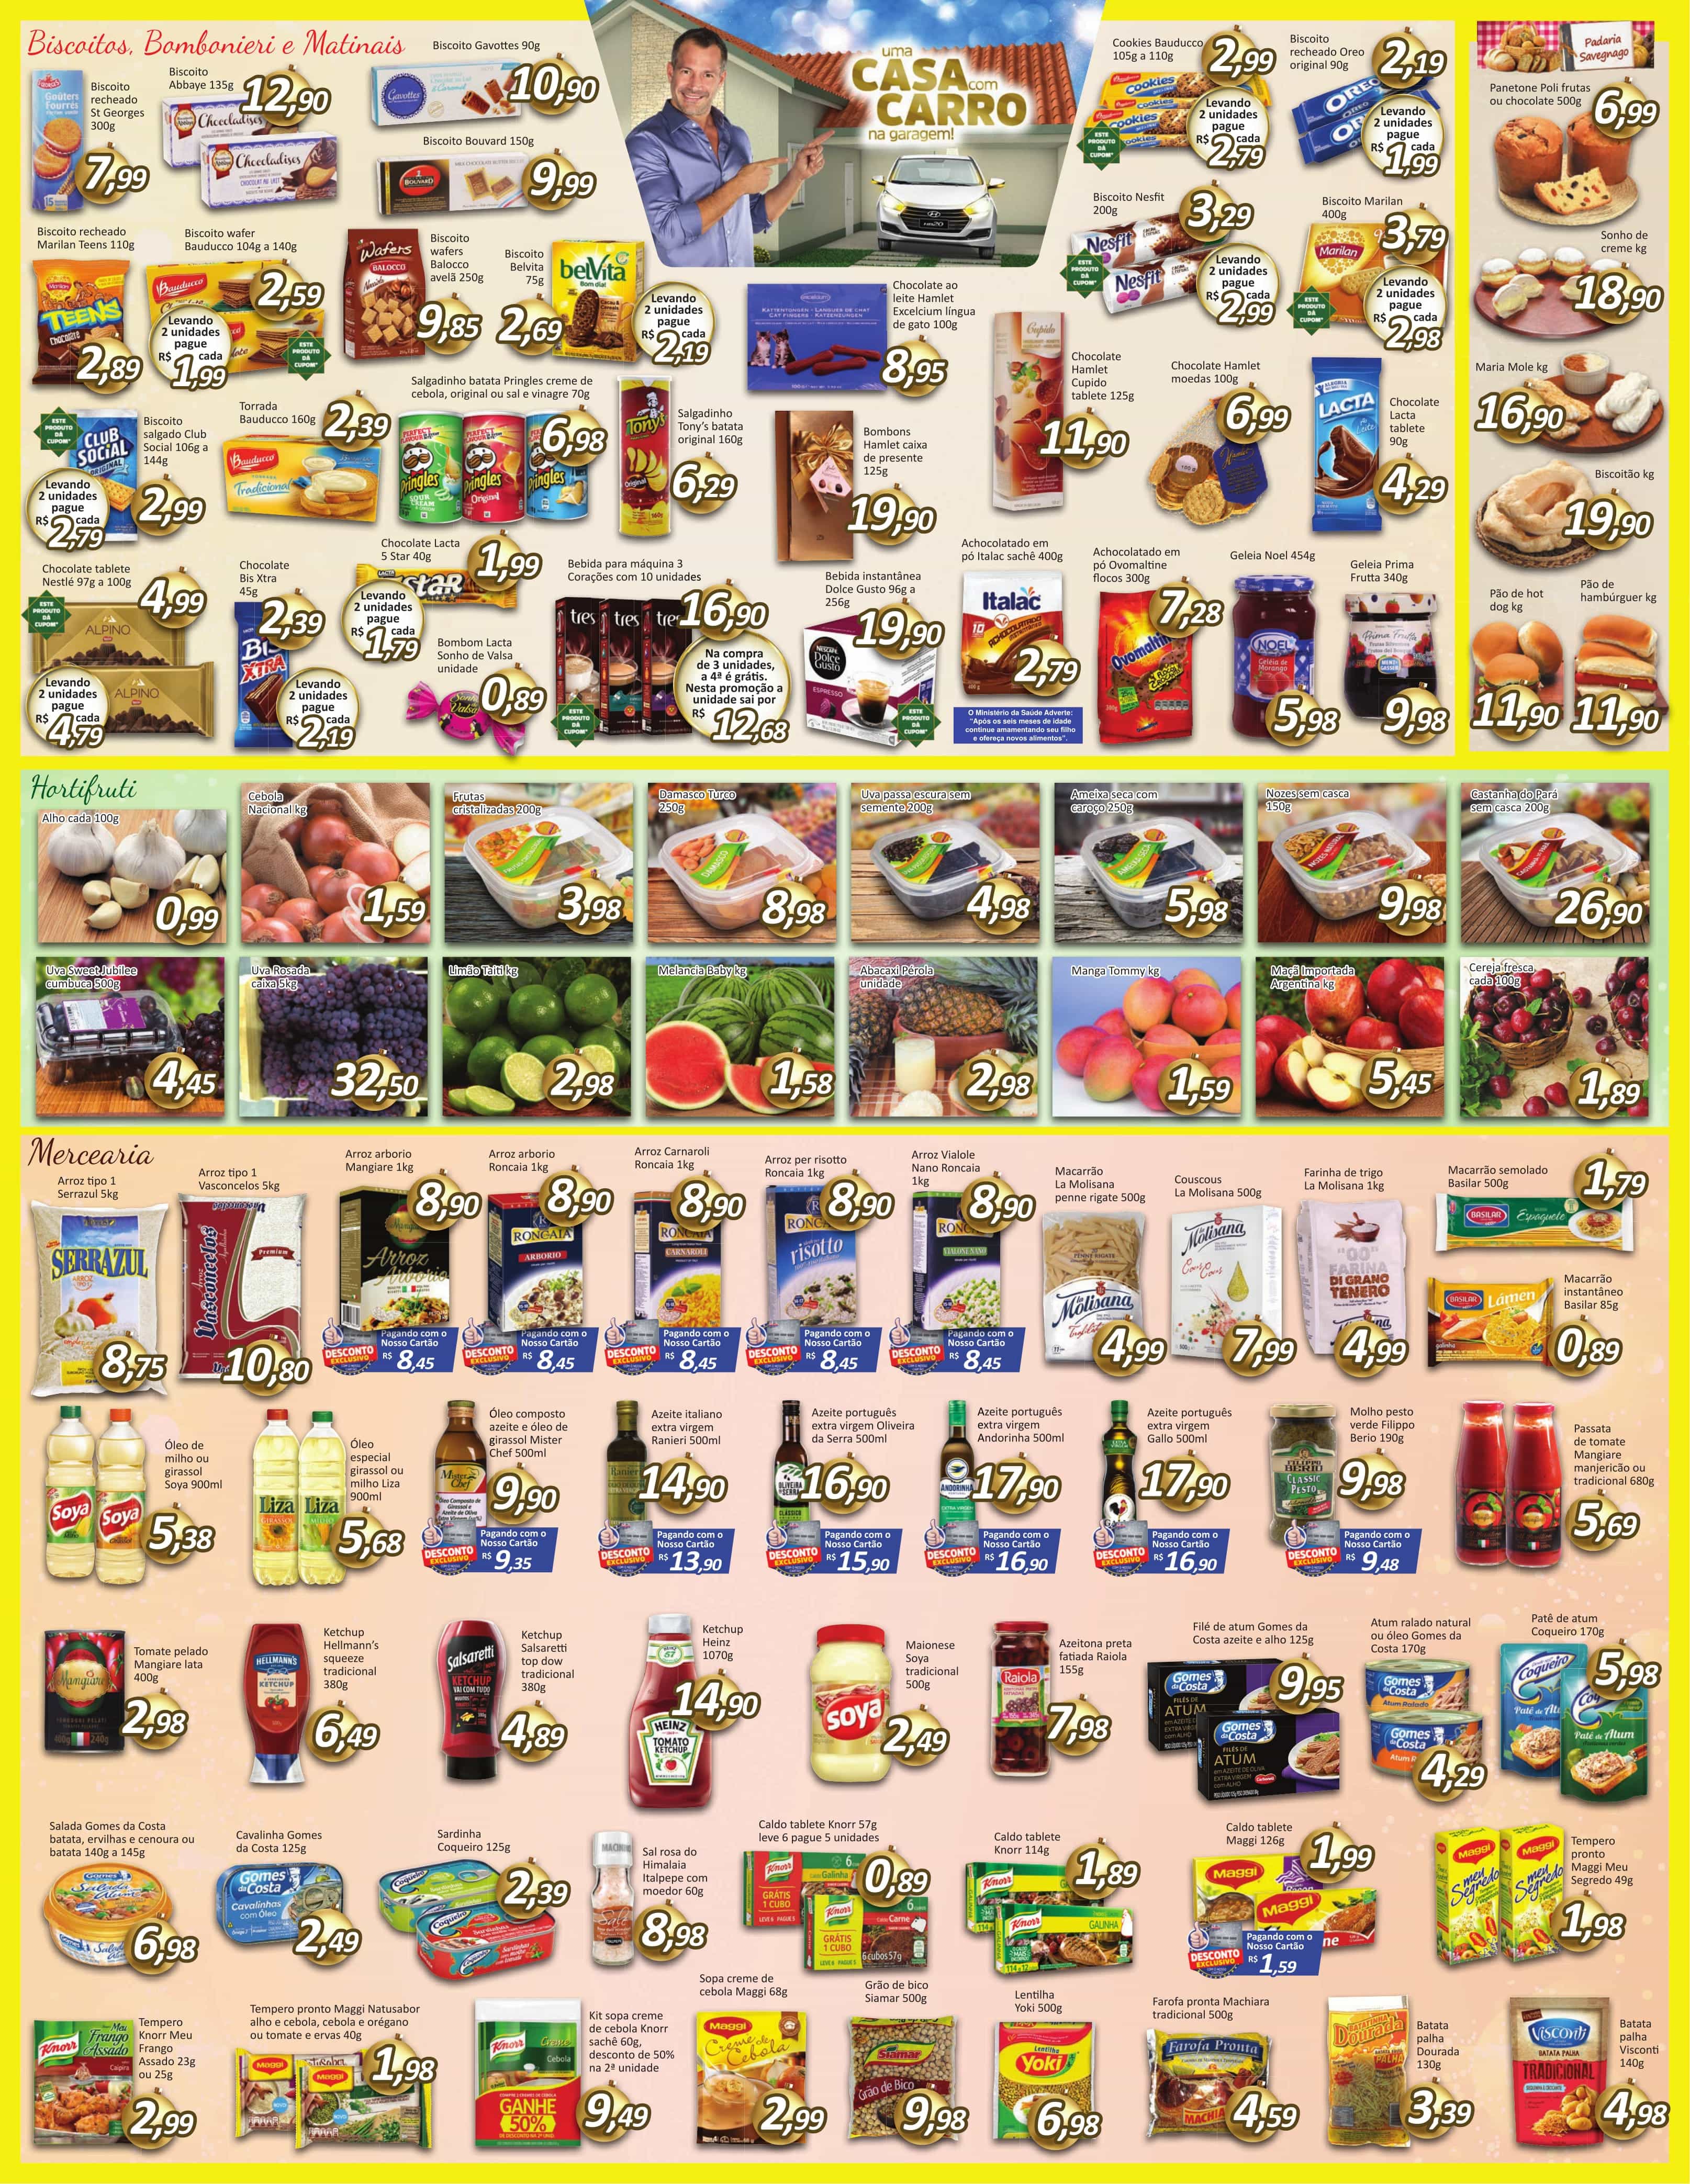 Biscoitos, Bombonieri e Matinais
Biscoito
recheado
St Georges
300g
7,99
Biscoito
Abbaye 135g
12,90
Biscoito Gavottes 90g
10,90
Biscoito Bouvard 150g
9,99
uma
CASA com
CARRO
na garagem!
Cookies Bauducco
105g a 110g
2,99
Levando
2 unidades
pague
R$ 2,79 cada
ESTE
PRODUTO
DÁ
CUPOM*
Biscoito
recheado Oreo
original 90g
2,19
Levando
2 unidades
pague
R$ 1,99 cada
Padaria
Savegnago
Panetone Poli frutas
ou chocolate 500g
6,99
Biscoito recheado
Marilan Teens 110g
2,89
Biscoito wafer
Bauducco 104g a 140g
2,59
Levando
2 unidades
pague
R$ 1,99 cada
ESTE
PRODUTO
DÁ
CUPOM*
Biscoito
wafers
Balocco
avelã 250g
9,85
Biscoito
Belvita
75g
2,69
Levando
2 unidades
pague
R$ 2,19 cada
Chocolate ao
leite Hamlet
Excelcium língua
de gato 100g
8,95
Biscoito Nesfit
200g
3,29
Levando
2 unidades
pague
R$ 2,99 cada
ESTE
PRODUTO
DÁ
CUPOM*
Biscoito Marilan
400g
3,79
Levando
2 unidades
pague
R$ 2,98 cada
ESTE
PRODUTO
DÁ
CUPOM*
Sonho de
creme kg
18,90
Biscoito
salgado Club
Social 106g a
144g
2,99
Levando
2 unidades
pague
R$ 2,79 cada
ESTE
PRODUTO
DÁ
CUPOM*
Torrada
Bauducco 160g
2,39
Salgadinho batata Pringles creme de
cebola, original ou sal e vinagre 70g
6,98
Salgadinho
Tony's batata
original 160g
6,29
Bombons
Hamlet caixa
de presente
125g
19,90
Chocolate
Hamlet
Cupido
tablete 125g
11,90
Chocolate Hamlet
moedas 100g
6,99
Chocolate
Lacta
tablete
90g
4,29
Maria Mole kg
16,90
Biscoitão kg
19,90
Chocolate tablete
Nestlé 97g a 100g
4,99
Levando
2 unidades
pague
R$ 4,79 cada
ESTE
PRODUTO
DÁ
CUPOM*
Chocolate
Bis Xtra
45g
2,39
Levando
2 unidades
pague
R$ 2,19 cada
Chocolate Lacta
5 Star 40g
1,99
Levando
2 unidades
pague
R$ 1,79 cada
Bombom Lacta
Sonho de Valsa
unidade
0,89
Bebida para máquina 3
Corações com 10 unidades
16,90
Na compra
de 3 unidades,
a 4ª é grátis.
Nesta promoção a
unidade sai por
R$ 12,68
ESTE
PRODUTO
DÁ
CUPOM*
Bebida instantânea
Dolce Gusto 96g a
256g
19,90
ESTE
PRODUTO
DÁ
CUPOM*
Achocolatado em
pó Italac sachê 400g
2,79
O Ministério da Saúde Adverte:
"Após os seis meses de idade
continue amamentando seu filho
e ofereça novos alimentos".
Achocolatado em
pó Ovomaltine
flocos 300g
7,28
Geleia Noel 454g
5,98
Geleia Prima
Frutta 340g
9,98
Pão de hot
dog kg
11,90
Pão de
hambúrguer kg
11,90
Hortifruti
Alho cada 100g
0,99
Cebola
Nacional kg
1,59
Frutas
cristalizadas 200g
3,98
Damasco Turco
250g
8,98
Uva passa escura sem
semente 200g
4,98
Ameixa seca com
caroço 250g
5,98
Nozes sem casca
150g
9,98
Castanha do Pará
sem casca 200g
26,90
Uva Sweet Jubilee
cumbuca 500g
4,45
Uva Rosada
caixa 5kg
32,50
Limão Taiti kg
2,98
Melancia Baby kg
1,58
Abacaxi Pérola
unidade
2,98
Manga Tommy kg
1,59
Maçã Importada
Argentina kg
5,45
Cereja fresca
cada 100g
1,89
Mercearia
Arroz tipo 1
Serrazul 5kg
8,75
Arroz tipo 1
Vasconcelos 5kg
10,80
Arroz arborio
Mangiare 1kg
8,90
DESCONTO
EXCLUSIVO
Pagando com o
Nosso Cartão
R$ 8,45
Arroz arborio
Roncaia 1kg
8,90
DESCONTO
EXCLUSIVO
Pagando com o
Nosso Cartão
R$ 8,45
Arroz Carnaroli
Roncaia 1kg
8,90
DESCONTO
EXCLUSIVO
Pagando com o
Nosso Cartão
R$ 8,45
Arroz per risotto
Roncaia 1kg
8,90
DESCONTO
EXCLUSIVO
Pagando com o
Nosso Cartão
R$ 8,45
Arroz Vialole
Nano Roncaia
1kg
8,90
DESCONTO
EXCLUSIVO
Pagando com o
Nosso Cartão
R$ 8,45
Macarrão
La Molisana
penne rigate 500g
4,99
Couscous
La Molisana 500g
7,99
Farinha de trigo
La Molisana 1kg
4,99
Macarrão semolado
Basilar 500g
1,79
Macarrão
instantâneo
Basilar 85g
0,89
Óleo de
milho ou
girassol
Soya 900ml
5,38
Óleo
especial
girassol ou
milho Liza
900ml
5,68
Óleo composto
azeite e óleo de
girassol Mister
Chef 500ml
9,90
DESCONTO
EXCLUSIVO
Pagando com o
Nosso Cartão
R$ 9,35
Azeite italiano
extra virgem
Ranieri 500ml
14,90
DESCONTO
EXCLUSIVO
Pagando com o
Nosso Cartão
R$ 13,90
Azeite português
extra virgem Oliveira
da Serra 500ml
16,90
DESCONTO
EXCLUSIVO
Pagando com o
Nosso Cartão
R$ 15,90
Azeite português
extra virgem
Andorinha 500ml
17,90
DESCONTO
EXCLUSIVO
Pagando com o
Nosso Cartão
R$ 16,90
Azeite português
extra virgem
Gallo 500ml
17,90
DESCONTO
EXCLUSIVO
Pagando com o
Nosso Cartão
R$ 16,90
Molho pesto
verde Filippo
Berio 190g
9,98
DESCONTO
EXCLUSIVO
Pagando com o
Nosso Cartão
R$ 9,48
Passata
de tomate
Mangiare
manjericão ou
tradicional 680g
5,69
Tomate pelado
Mangiare lata
400g
2,98
Ketchup
Hellmann's
squeeze
tradicional
380g
6,49
Ketchup
Salsaretti
top dow
tradicional
380g
4,89
Ketchup
Heinz
1070g
14,90
Maionese
Soya
tradicional
500g
2,49
Azeitona preta
fatiada Raiola
155g
7,98
Filé de atum Gomes da
Costa azeite e alho 125g
9,95
Atum ralado natural
ou óleo Gomes da
Costa 170g
4,29
Patê de atum
Coqueiro 170g
5,98
Salada Gomes da Costa
batata, ervilhas e cenoura ou
batata 140g a 145g
6,98
Cavalinha Gomes
da Costa 125g
2,49
Sardinha
Coqueiro 125g
2,39
Sal rosa do
Himalaia
Italpepe com
moedor 60g
8,98
Caldo tablete Knorr 57g
leve 6 pague 5 unidades
0,89
Caldo tablete
Knorr 114g
1,89
Caldo tablete
Maggi 126g
1,99
DESCONTO
EXCLUSIVO
Pagando com o
Nosso Cartão
R$ 1,59
Tempero
pronto
Maggi Meu
Segredo 49g
1,98
Tempero
Knorr Meu
Frango
Assado 23g
ou 25g
2,99
Tempero pronto Maggi Natusabor
alho e cebola, cebola e orégano
ou tomate e ervas 40g
1,98
Kit sopa creme
de cebola Knorr
sachê 60g,
desconto de 50%
na 2ª unidade
9,49
Sopa creme de
cebola Maggi 68g
2,99
Grão de bico
Siamar 500g
9,98
Lentilha
Yoki 500g
6,98
Farofa pronta Machiara
tradicional 500g
4,59
Batata
palha
Dourada
130g
3,39
Batata
palha
Visconti
140g
4,98